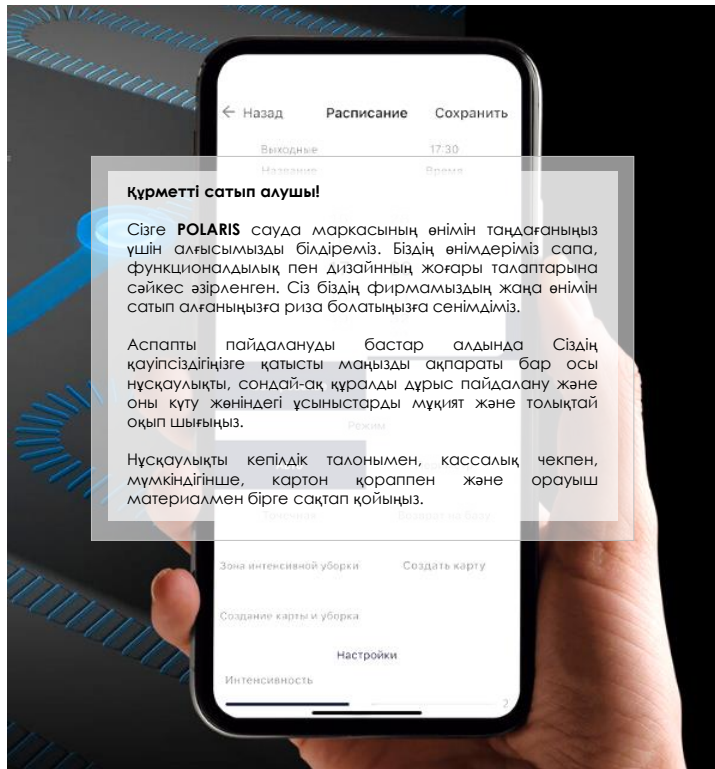 ← Назад Расписание Сохранить
Выходные 17:30
Название Время
Құрметті сатып алушы!
Сізге POLARIS сауда маркасының өнімін таңдағаныңыз
үшін алғысымызды білдіреміз. Біздің өнімдеріміз сапа,
функционалдылық пен дизайнның жоғары талаптарына
сәйкес әзірленген. Сіз біздің фирмамыздың жаңа өнімін
сатып алғаныңызға риза болатыңызға сенімдіміз.
Аспапты пайдалануды бастар алдында Сіздің
қауіпсіздігіңізге қатысты маңызды ақпараты бар осы
нұсқаулықты, сондай-ақ құралды дұрыс пайдалану және
оны күту жөніндегі ұсыныстарды мұқият және толықтай
оқып шығыңыз.
Режим
Нұсқаулықты кепілдік талонымен, кассалық чекпен,
мүмкіндігінше, картон қораппен және орауыш
материалмен бірге сақтап қойыңыз.
Точечная Возврат на базу
Зона интенсивной уборки Создать карту
Создание карты и уборка
Настройки
Интенсивность
2